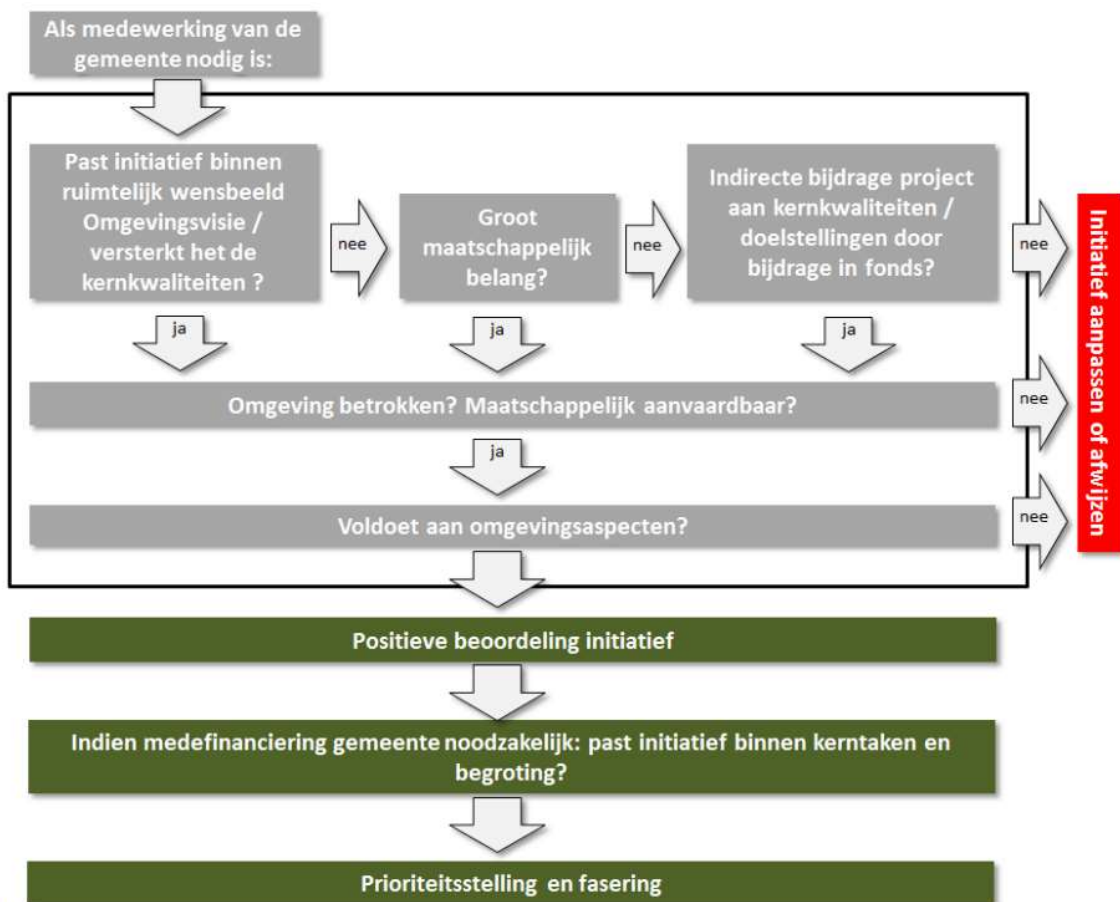 Als medewerking van de
gemeente nodig is:
Past initiatief binnen
ruimtelijk wensbeeld
Omgevingsvisie /
versterkt het de
kernkwaliteiten ?
nee
Groot
maatschappelijk
belang?
nee
Indirecte bijdrage project
aan kernkwaliteiten /
doelstellingen door
bijdrage in fonds?
nee
ja
ja
ja
Omgeving betrokken? Maatschappelijk aanvaardbaar?
nee
ja
Voldoet aan omgevingsaspecten?
nee
Initiatief aanpassen of afwijzen
Positieve beoordeling initiatief
Indien medefinanciering gemeente noodzakelijk: past initiatief binnen kerntaken en
begroting?
Prioriteitsstelling en fasering